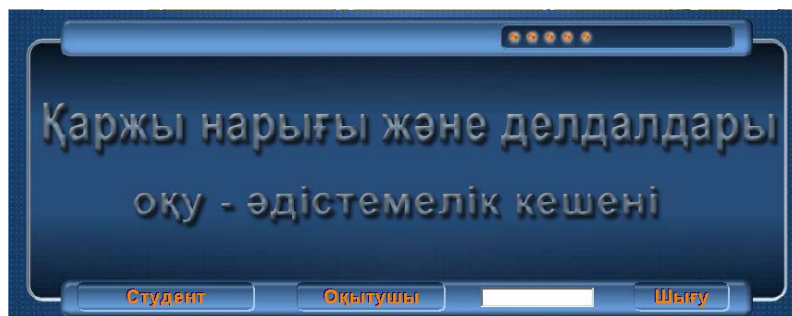 Қаржы нарығы және делдалдары
оқу - әдістемелік кешені
Студент Оқытушы Шығу